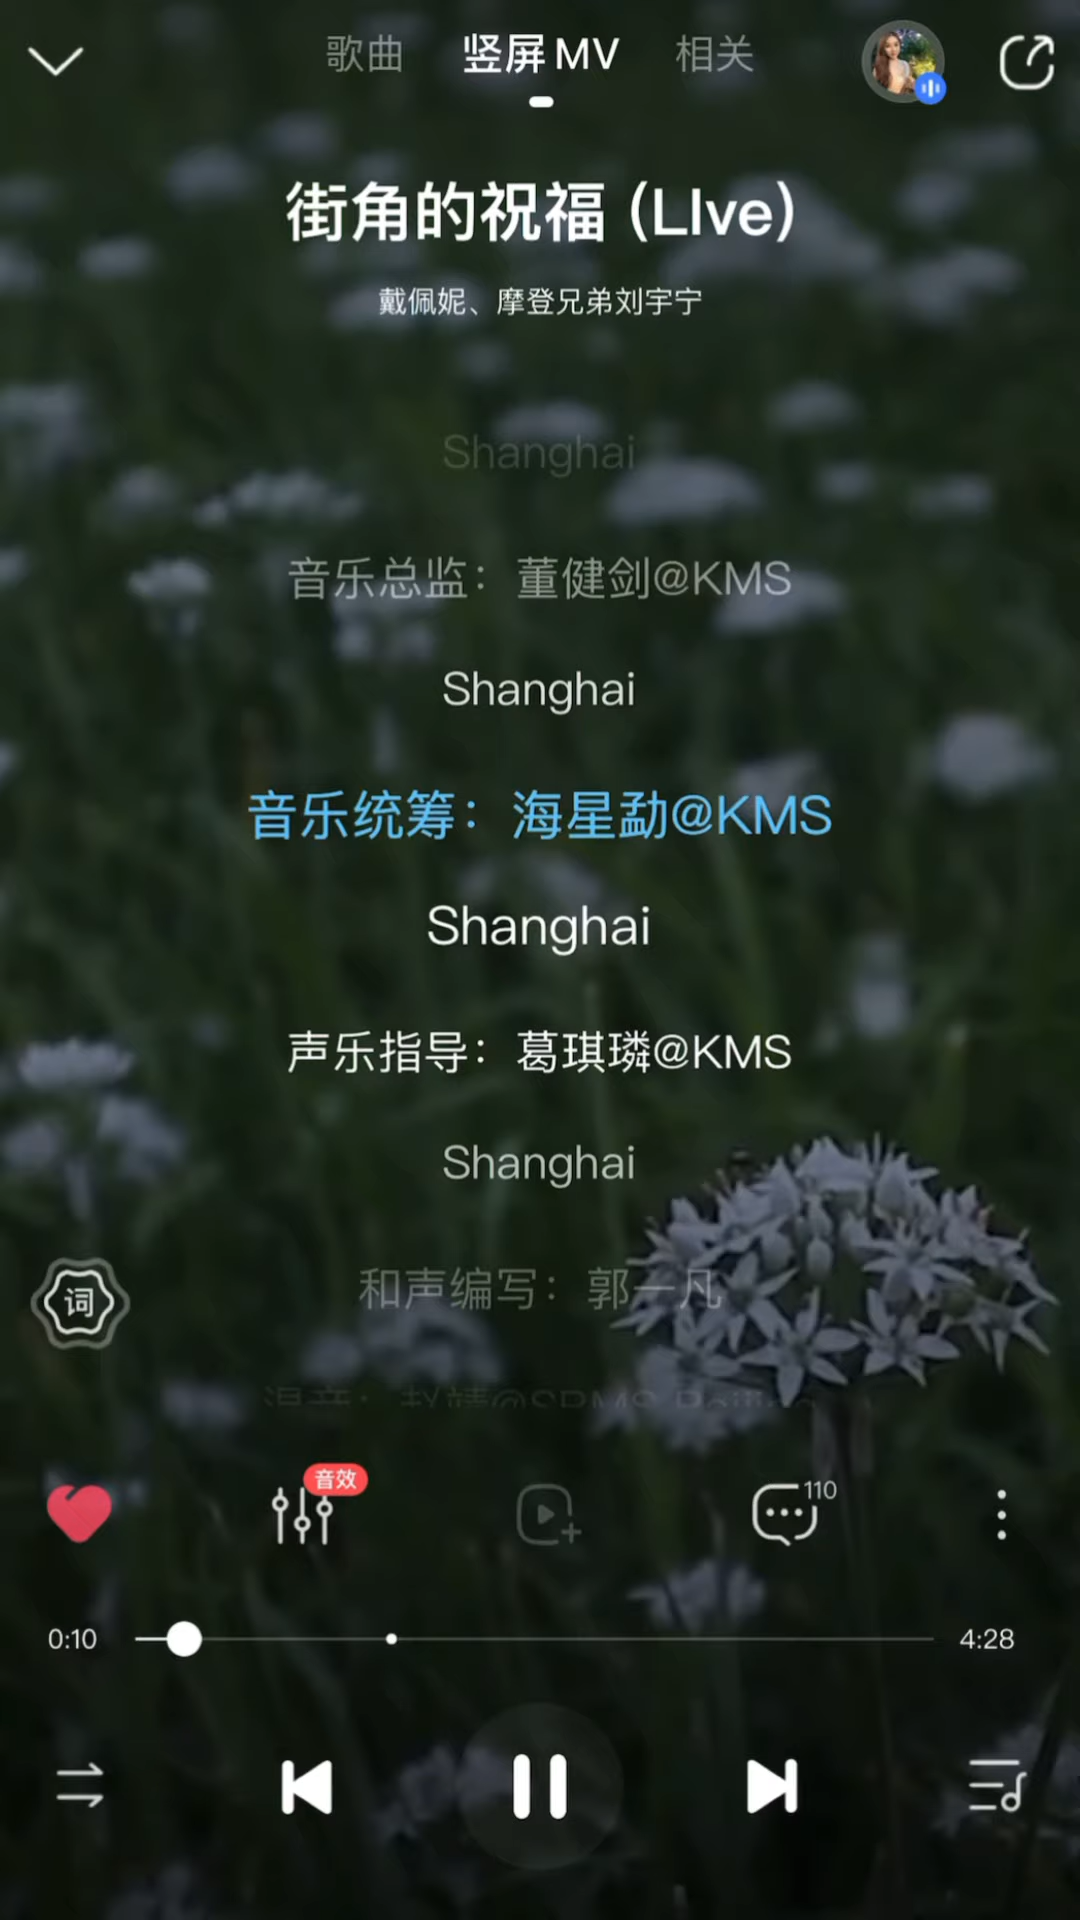 歌曲 竖屏MV 相关
街角的祝福 (LIve)
戴佩妮、摩登兄弟刘宇宁
Shanghai
音乐总监：董健剑@KMS
Shanghai
音乐统筹：海星勐@KMS
Shanghai
声乐指导：葛琪璘@KMS
Shanghai
和声编写：郭一凡
词
音效
110
0:10
4:28